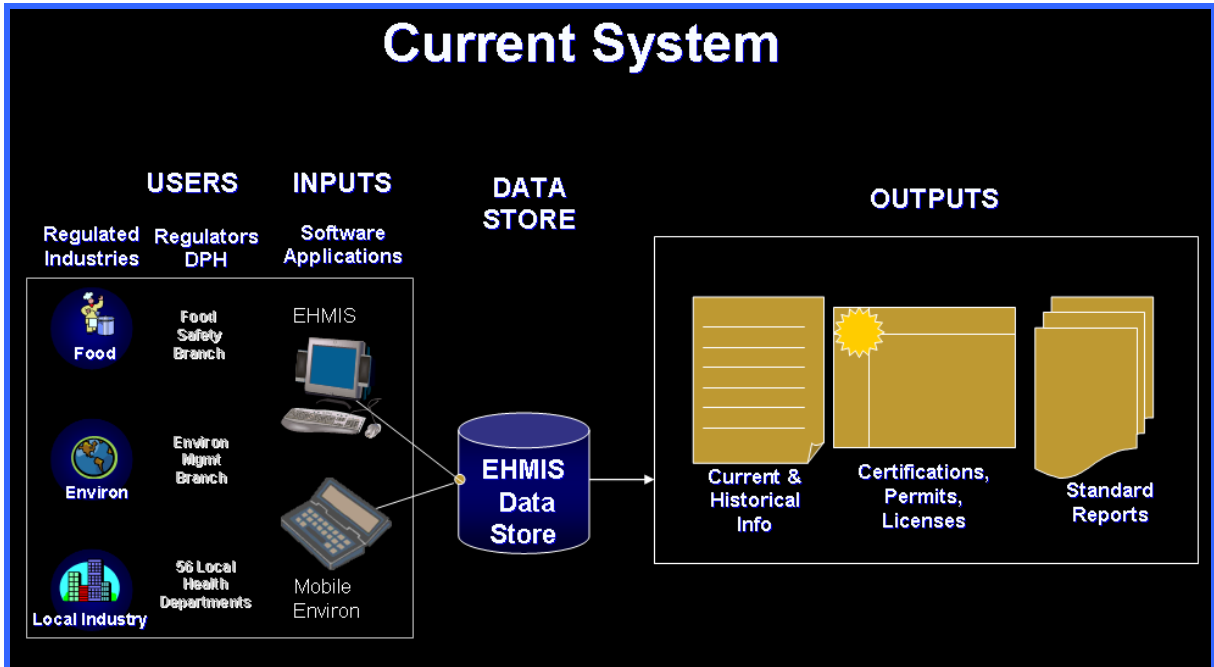 Current System
USERS
INPUTS
DATA
STORE
OUTPUTS
Regulated
Industries
Regulators
DPH
Software
Applications
Food
Food
Safety
Branch
EHMIS
Environ
Environ
Mgmt
Branch
Local Industry
56 Local
Health
Departments
Mobile
Environ
EHMIS
Data
Store
Current &
Historical
Info
Certifications,
Permits,
Licenses
Standard
Reports